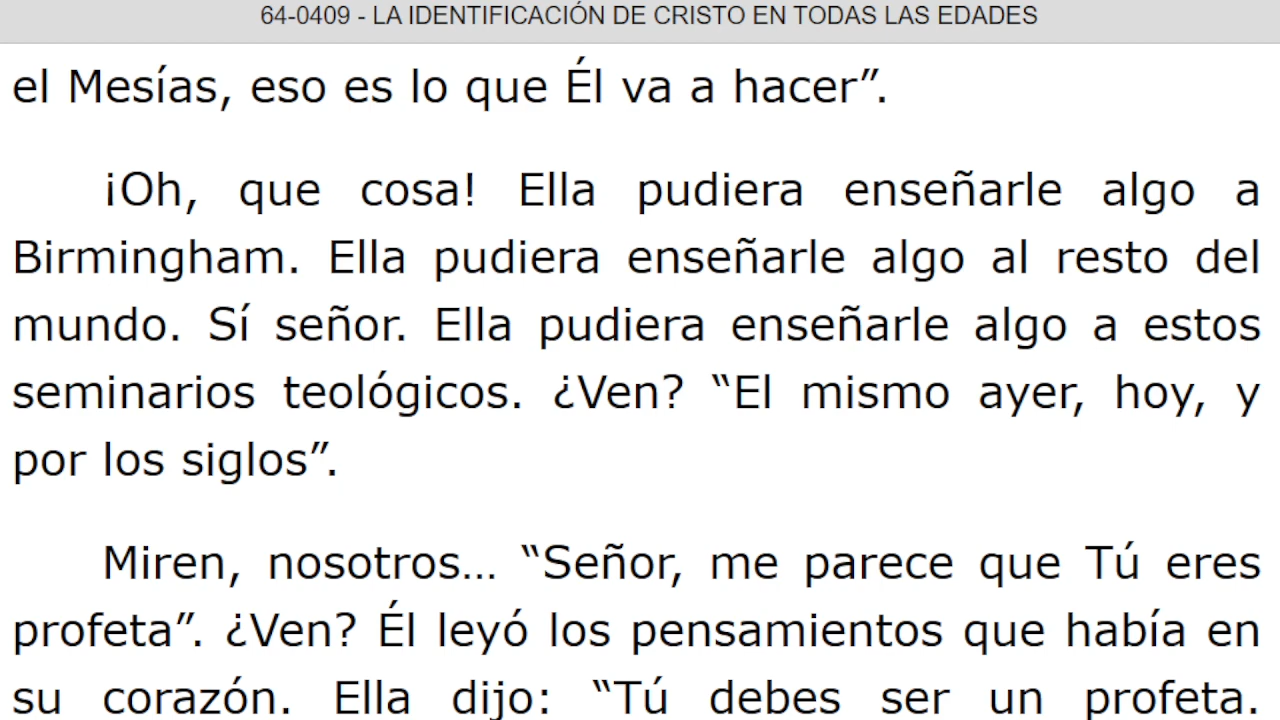 64-0409 - LA IDENTIFICACIÓN DE CRISTO EN TODAS LAS EDADES
el Mesías, eso es lo que Él va a hacer”.
¡Oh, que cosa! Ella pudiera enseñarle algo a
Birmingham. Ella pudiera enseñarle algo al resto del
mundo. Sí señor. Ella pudiera enseñarle algo a estos
seminarios teológicos. ¿Ven? “El mismo ayer, hoy, y
por los siglos”.
Miren, nosotros… “Señor, me parece que Tú eres
profeta”. ¿Ven? Él leyó los pensamientos que había en
su corazón. Ella dijo: “Tú debes ser un profeta.